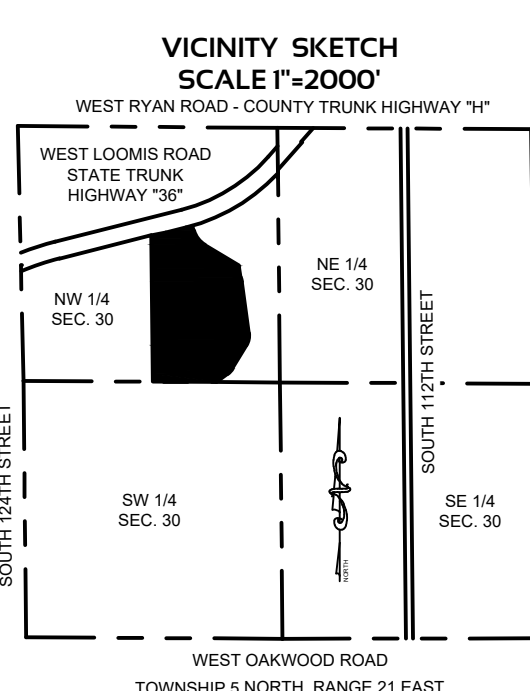 VICINITY SKETCH
SCALE 1"=2000'
WEST RYAN ROAD - COUNTY TRUNK HIGHWAY "H"
WEST LOOMIS ROAD
STATE TRUNK
HIGHWAY "36"
NE 1/4
SEC. 30
NW 1/4
SEC. 30
SOUTH 112TH STREET
SOUTH 124TH STREET
SW 1/4
SEC. 30
SE 1/4
SEC. 30
NORTH
WEST OAKWOOD ROAD
TOWNSHIP 5 NORTH, RANGE 21 EAST